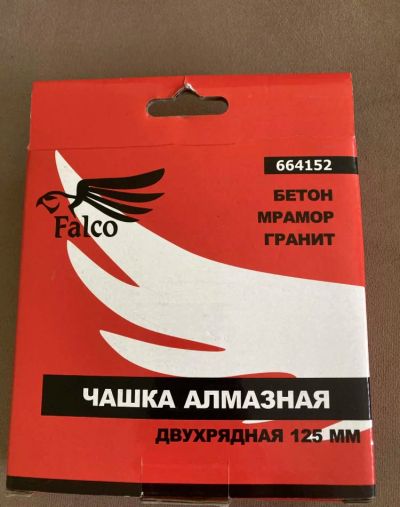 664152
БЕТОН
МРАМОР
ГРАНИТ
Falco
ЧАШКА АЛМАЗНАЯ
ДВУХРЯДНАЯ 125 ММ